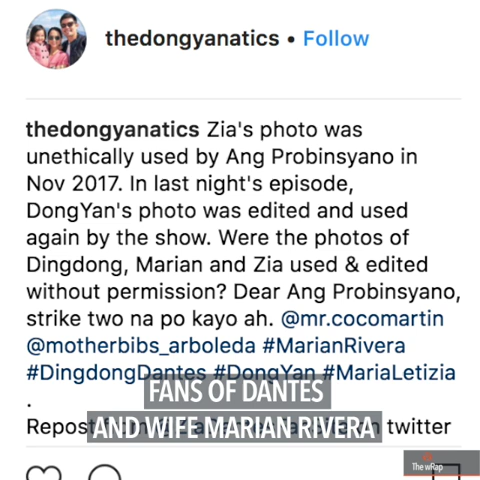 thedongyanatics • Follow
thedongyanatics Zia's photo was
unethically used by Ang Probinsyano in
Nov 2017. In last night's episode,
DongYan's photo was edited and used
again by the show. Were the photos of
Dingdong, Marian and Zia used & edited
without permission? Dear Ang Probinsyano,
strike two na po kayo ah. @mr.cocomartin
@motherbibs_arboleda #MarianRivera
#DingdongDantes #DongYan #MariaLetizia
FANS OF DANTES
.
Repost twitter
AND WIFE MARIAN RIVERA
The wRap